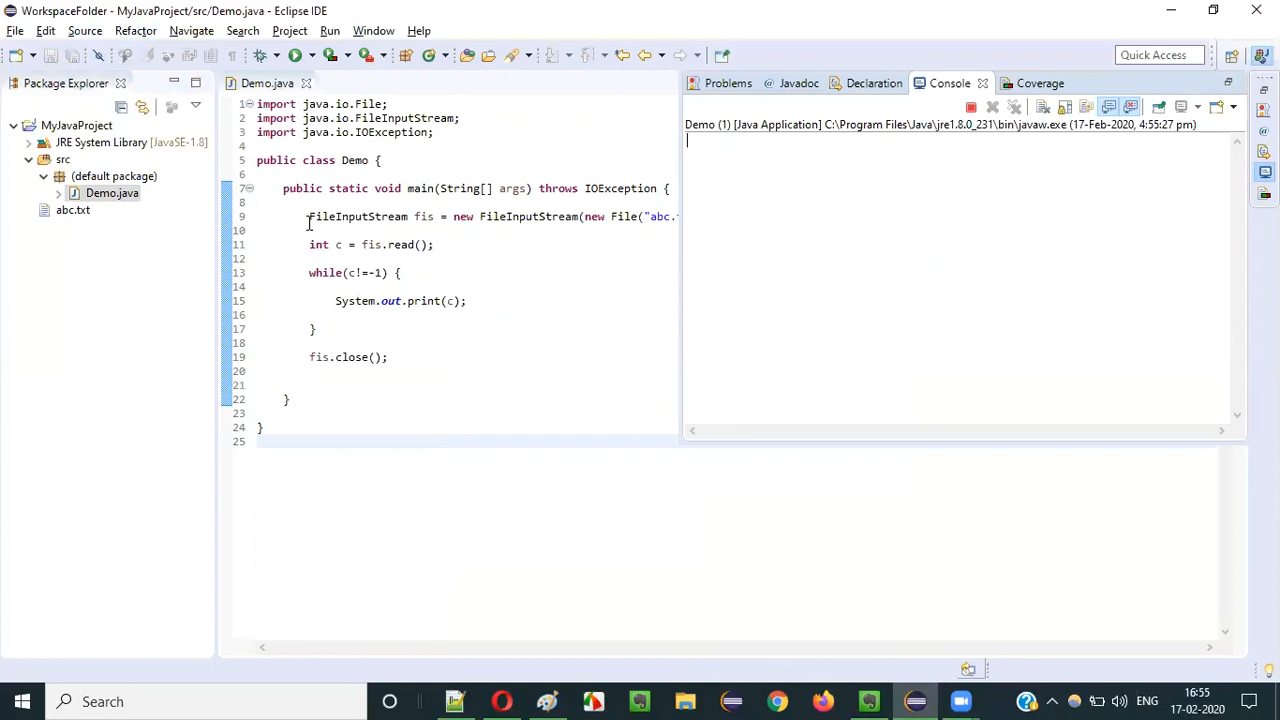 WorkspaceFolder - MyJavaProject/src/Demo.java - Eclipse IDE
File Edit Source Refactor Navigate Search Project Run Window Help
Quick Access
Package Explorer
MyJavaProject
JRE System Library [JavaSE-1.8]
src
(default package)
Demo.java
abc.txt
Demo.java
1 import java.io.File;
2 import java.io.FileInputStream;
3 import java.io.IOException;
4
5 public class Demo {
6
7 public static void main(String[] args) throws IOException {
8
9 FileInputStream fis = new FileInputStream(new File("abc.
10
11 int c = fis.read();
12
13 while(c!=-1) {
14
15 System.out.print(c);
16
17 }
18
19 fis.close();
20
21
22 }
23
24 }
25
Problems @ Javadoc Declaration Console Coverage
Demo (1) [Java Application] C:\Program Files\Java\jre1.8.0_231\bin\javaw.exe (17-Feb-2020, 4:55:27 pm)
Search
ENG
16:55
17-02-2020